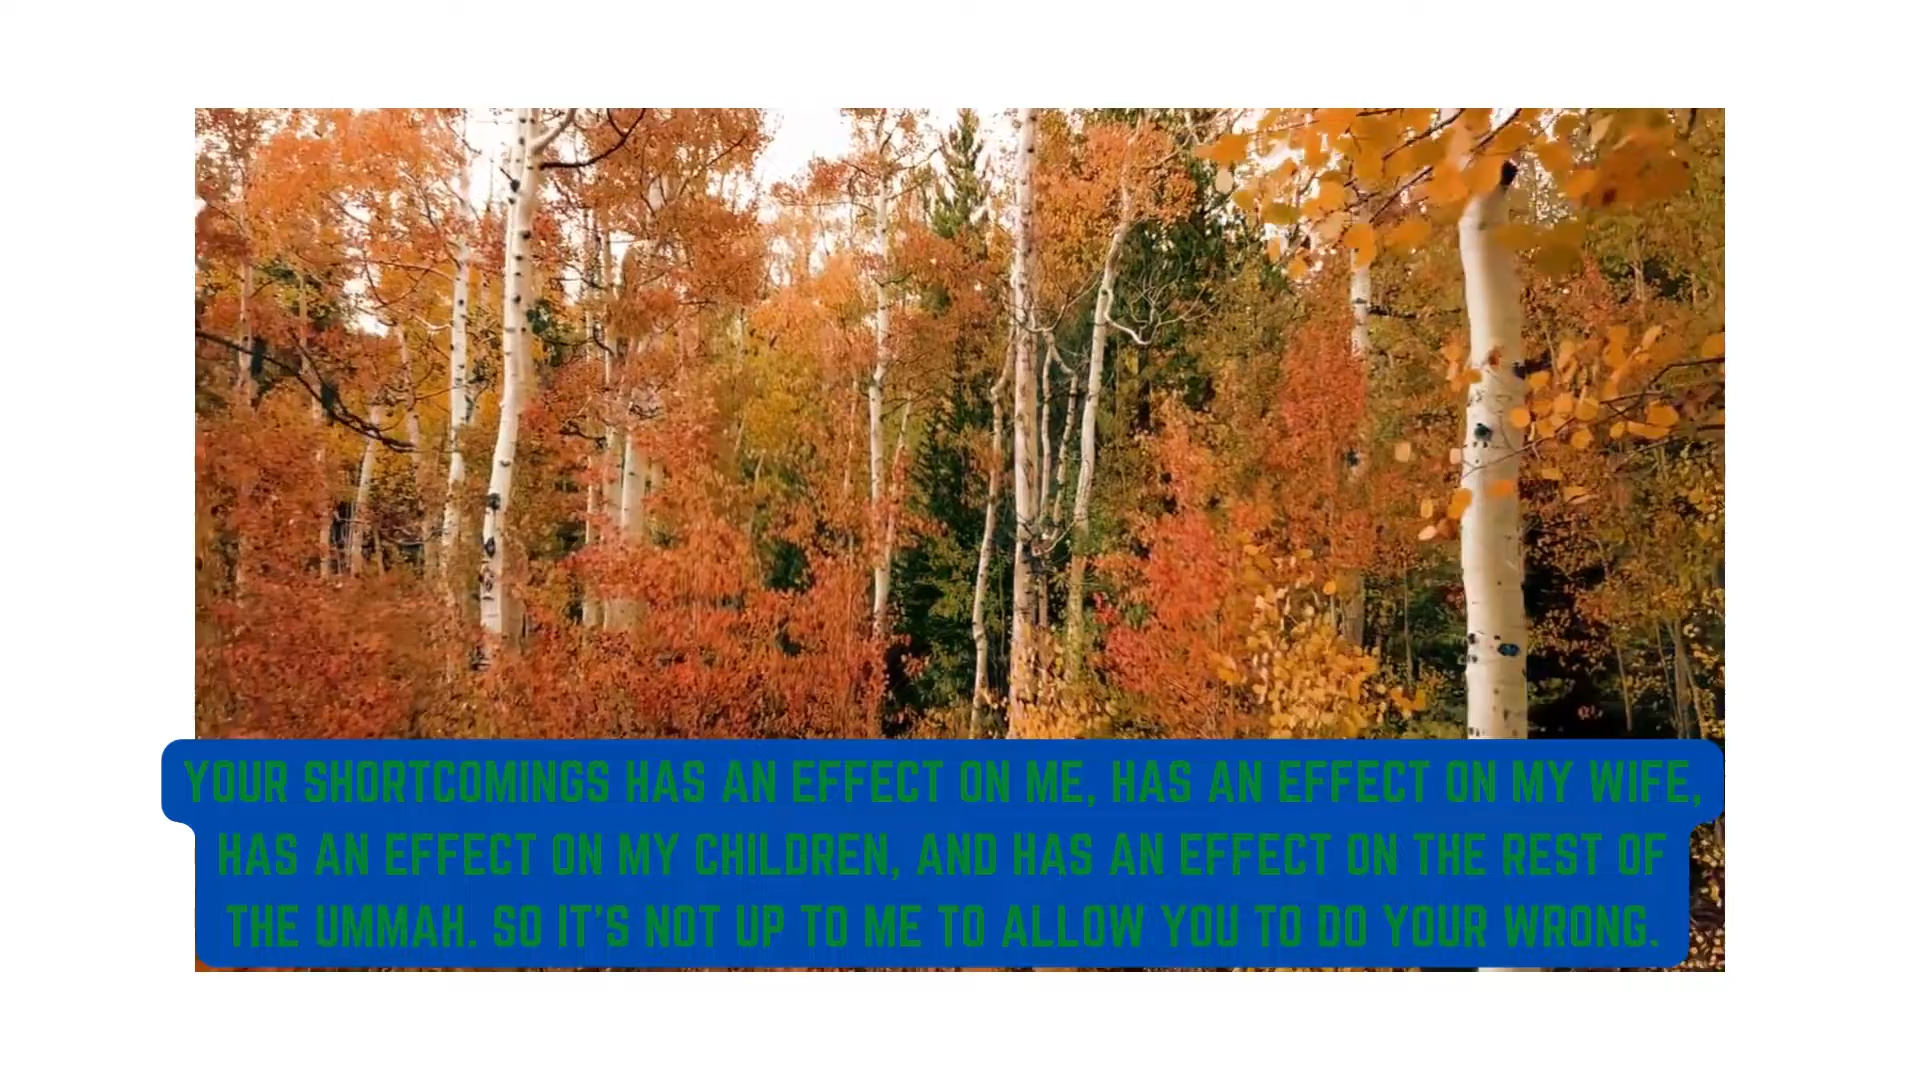 YOUR SHORTCOMINGS HAS AN EFFECT ON ME, HAS AN EFFECT ON MY WIFE,
HAS AN EFFECT ON MY CHILDREN, AND HAS AN EFFECT ON THE REST OF
THE UMMAH. SO IT'S NOT UP TO ME TO ALLOW YOU TO DO YOUR WRONG.